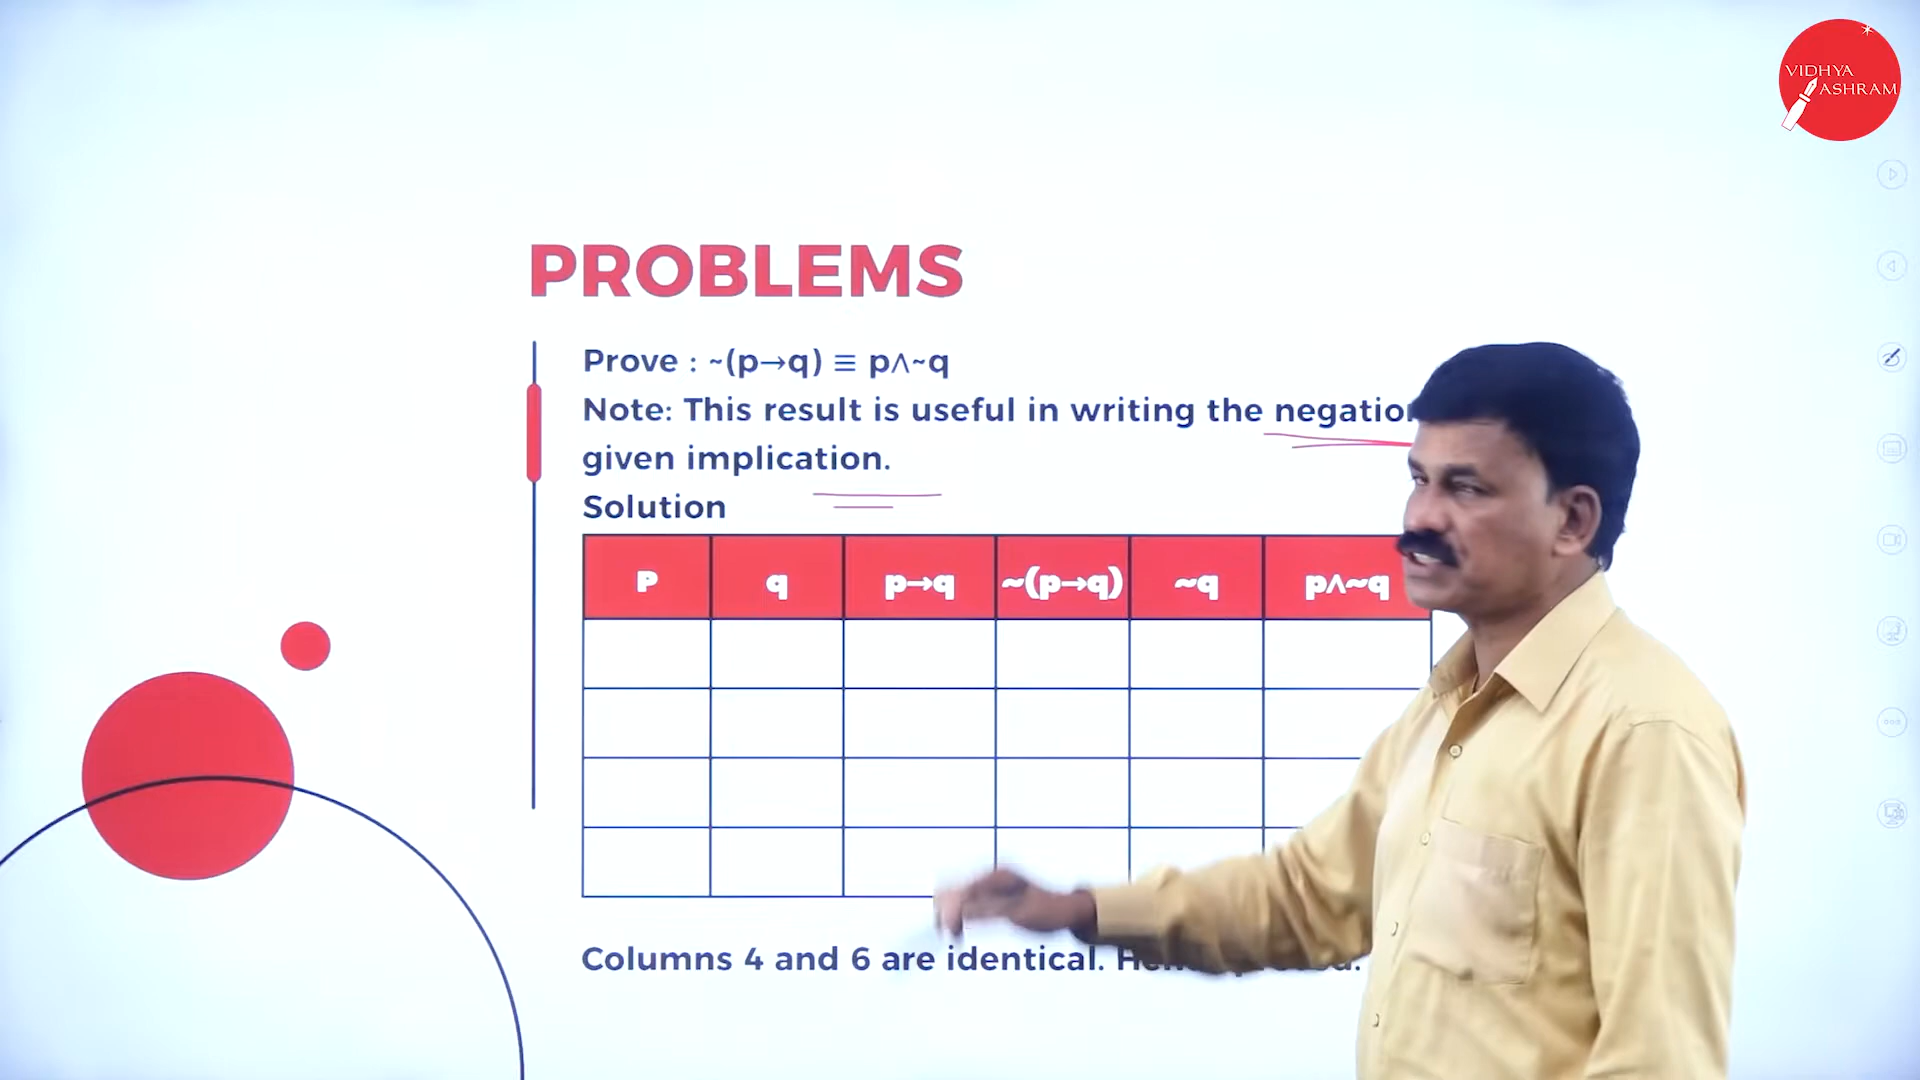 VIDHYA
ASHRAM
PROBLEMS
Prove : ~(p→q) ≡ p∧~q
Note: This result is useful in writing the
given implication.
Solution
P q p→q ~(p→q) ~q p∧~q
Columns 4 and 6 are identical.